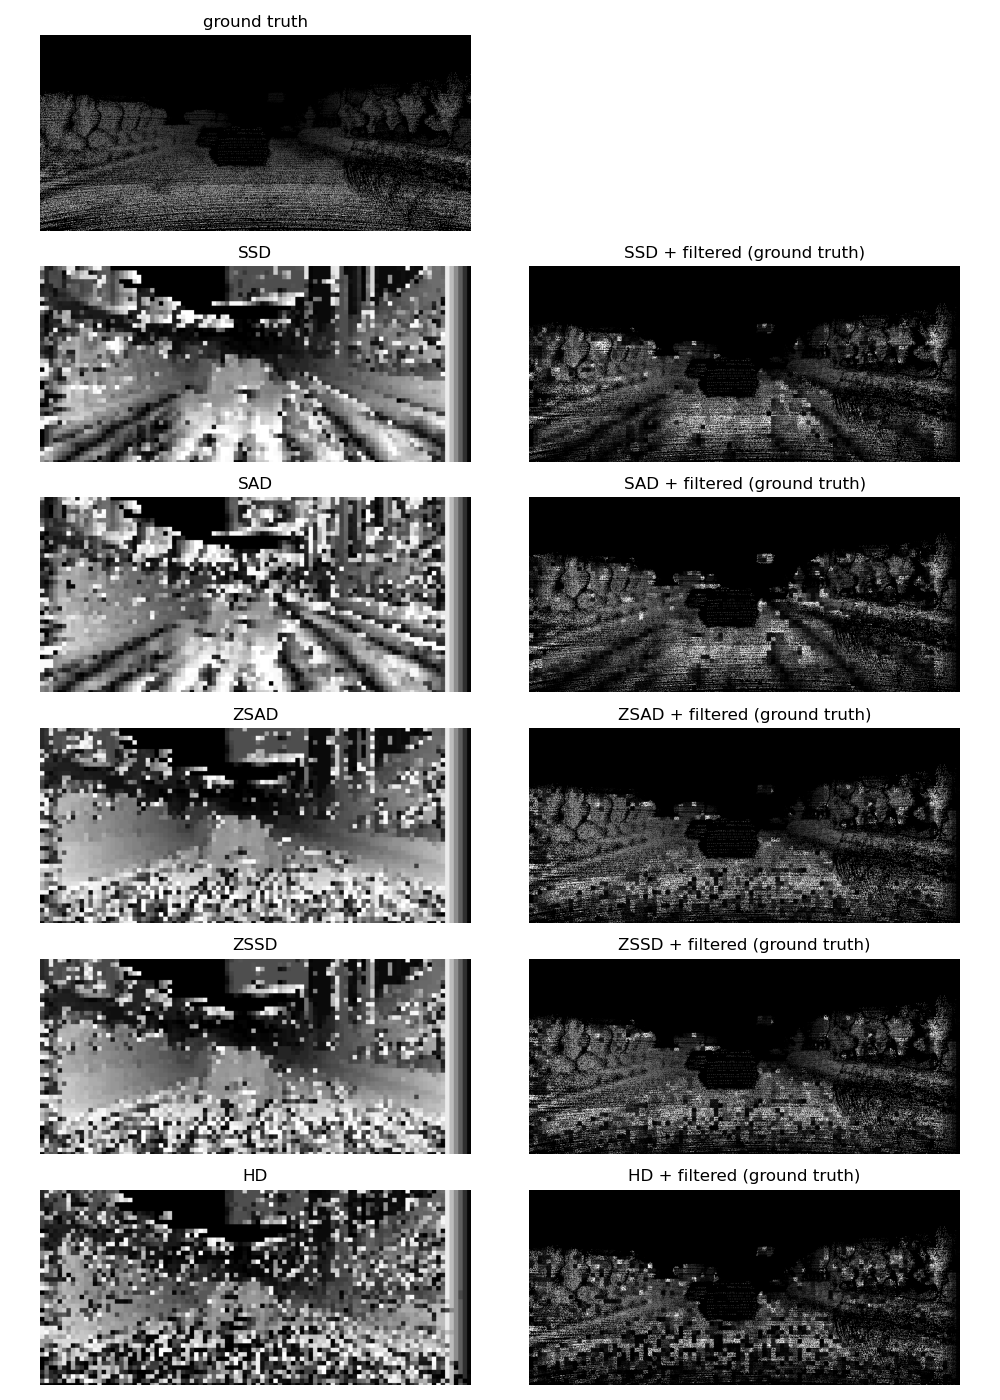 ground truth
SSD
SSD + filtered (ground truth)
SAD
SAD + filtered (ground truth)
ZSAD
ZSAD + filtered (ground truth)
ZSSD
ZSSD + filtered (ground truth)
HD
HD + filtered (ground truth)